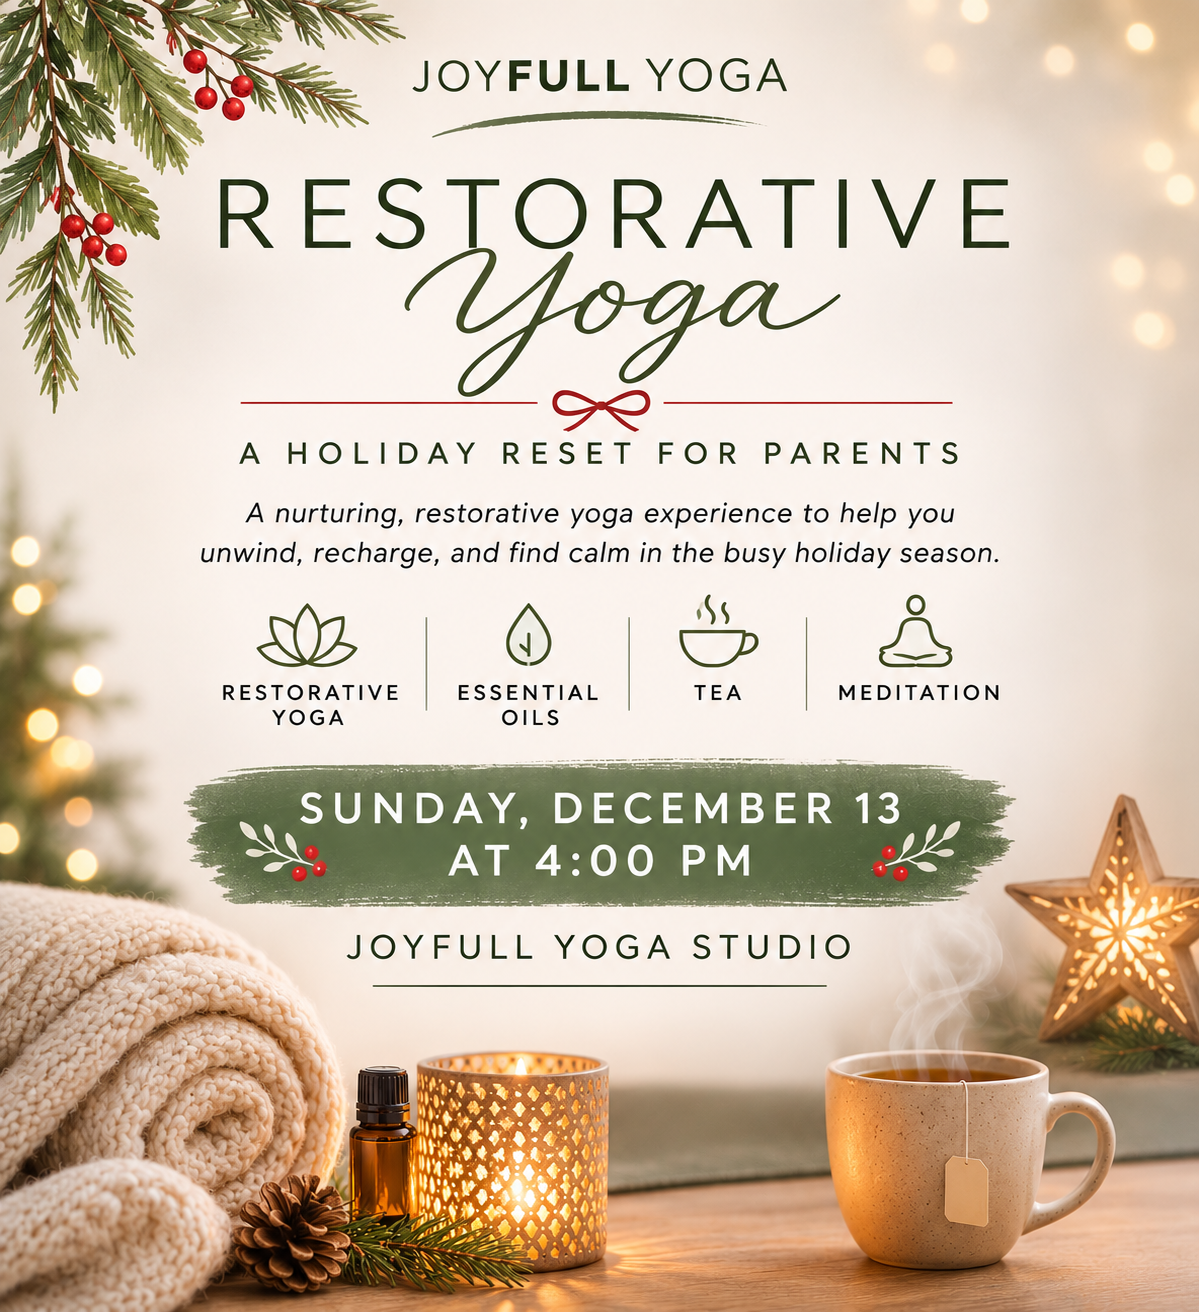 JOYFULL YOGA
RESTORATIVE
Yoga
A HOLIDAY RESET FOR PARENTS
A nurturing, restorative yoga experience to help you
unwind, recharge, and find calm in the busy holiday season.
RESTORATIVE
YOGA
ESSENTIAL
OILS
TEA
MEDITATION
SUNDAY, DECEMBER 13
AT 4:00 PM
JOYFULL YOGA STUDIO